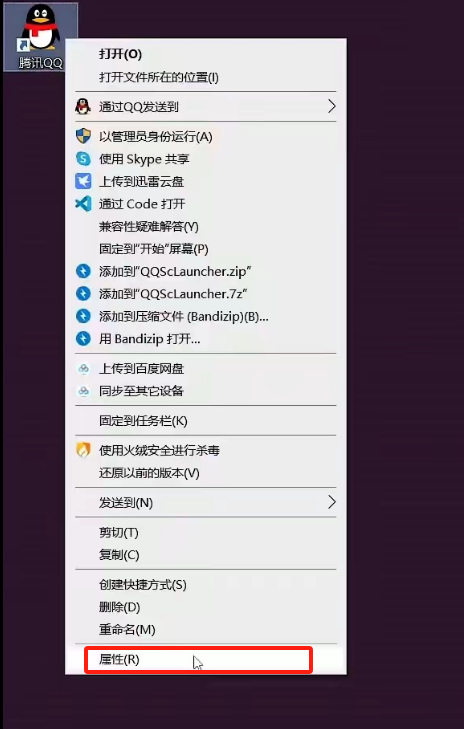 腾讯QQ
打开(O)
打开文件所在的位置(I)
通过QQ发送到
以管理员身份运行(A)
使用 Skype 共享
上传到迅雷云盘
通过 Code 打开
兼容性疑难解答(Y)
固定到"开始"屏幕(P)
添加到"QQScLauncher.zip"
添加到"QQScLauncher.7z"
添加到压缩文件 (Bandizip)(B)...
用 Bandizip 打开...
上传到百度网盘
同步至其它设备
固定到任务栏(K)
使用火绒安全进行杀毒
还原以前的版本(V)
发送到(N)
剪切(T)
复制(C)
创建快捷方式(S)
删除(D)
重命名(M)
属性(R)